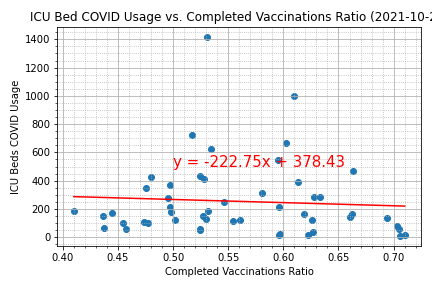 ICU Bed COVID Usage vs. Completed Vaccinations Ratio (2021-10-2
1400
1200
1000
800
600
400
200
0
ICU Beds COVID Usage
y = -222.75x + 378.43
0.40 0.45 0.50 0.55 0.60 0.65 0.70
Completed Vaccinations Ratio